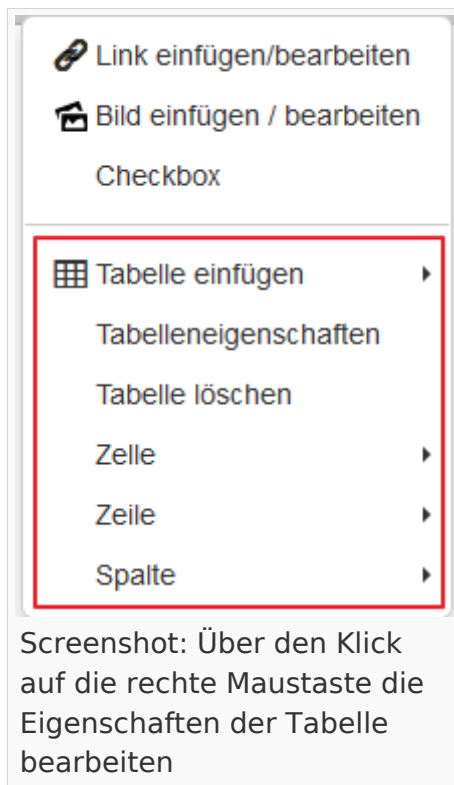 Link einfügen/bearbeiten
Bild einfügen / bearbeiten
Checkbox
Tabelle einfügen
Tabelleneigenschaften
Tabelle löschen
Zelle
Zeile
Spalte
Screenshot: Über den Klick
auf die rechte Maustaste die
Eigenschaften der Tabelle
bearbeiten